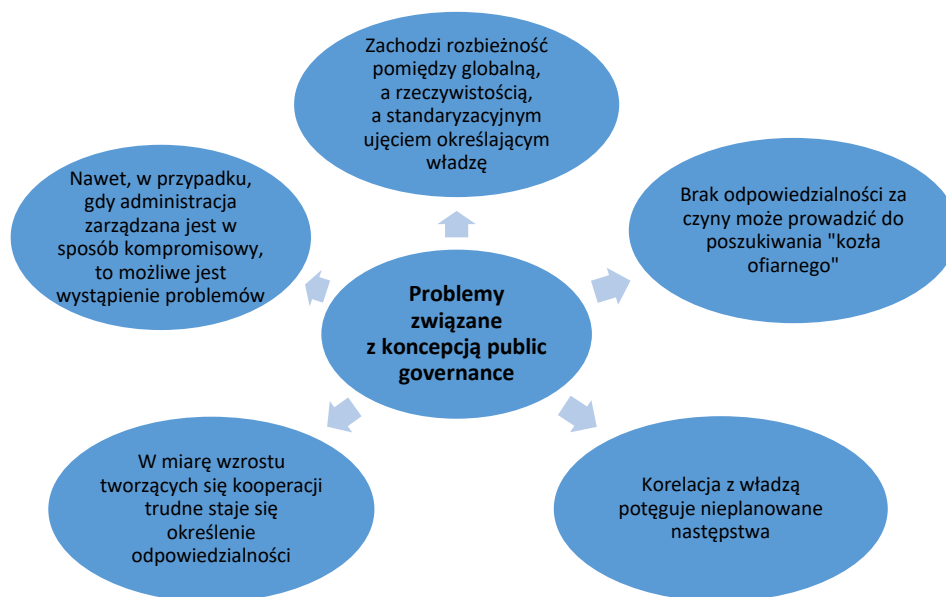 Zachodzi rozbieżność
pomiędzy globalną,
a rzeczywistością,
a standaryzacyjnym
ujęciem określającym
władzę
Nawet, w przypadku,
gdy administracja
zarządzana jest w
sposób kompromisowy,
to możliwe jest
wystąpienie problemów
Brak odpowiedzialności za
czyny może prowadzić do
poszukiwania "kozła
ofiarnego"
Problemy
związane
z koncepcją public
governance
W miarę wzrostu
tworzących się kooperacji
trudne staje się
określenie
odpowiedzialności
Korelacja z władzą
potęguje nieplanowane
następstwa